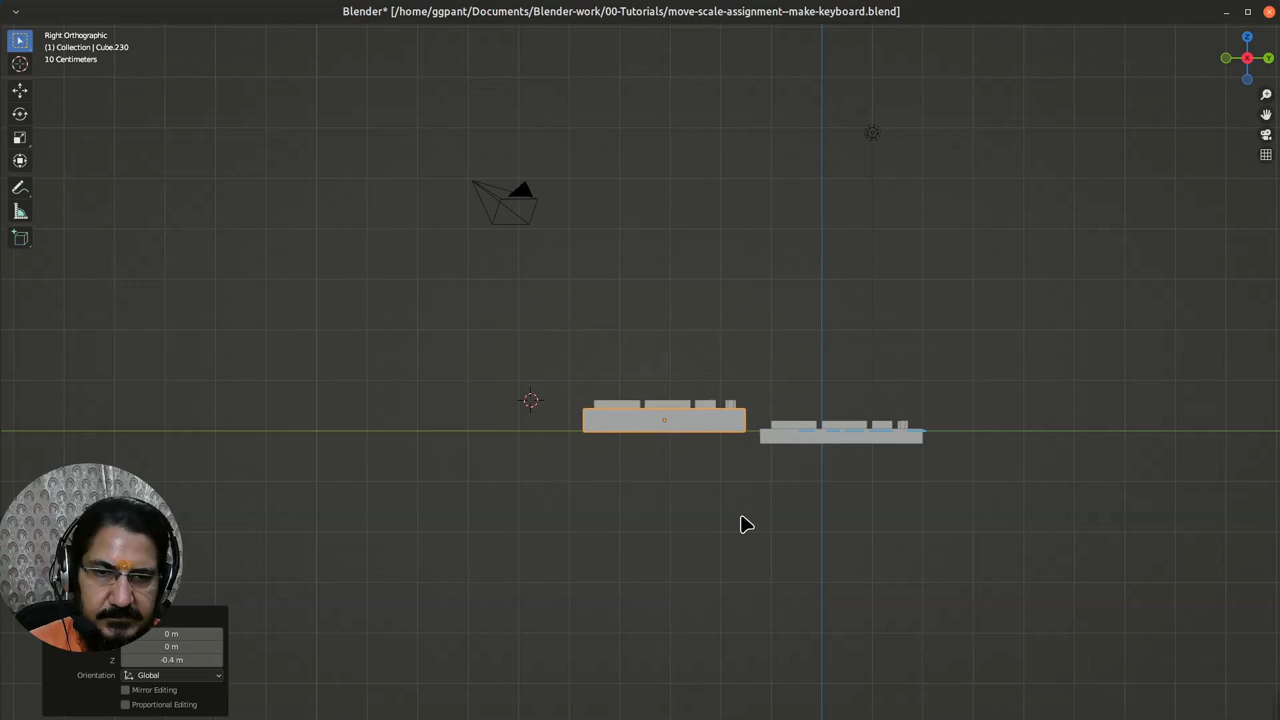 Blender* [/home/ggpant/Documents/Blender-work/00-Tutorials/move-scale-assignment--make-keyboard.blend]
Right Orthographic
(1) Collection | Cube.230
10 Centimeters
Z
X
Y
0 m
0 m
Z -0.4 m
Orientation Global
Mirror Editing
Proportional Editing